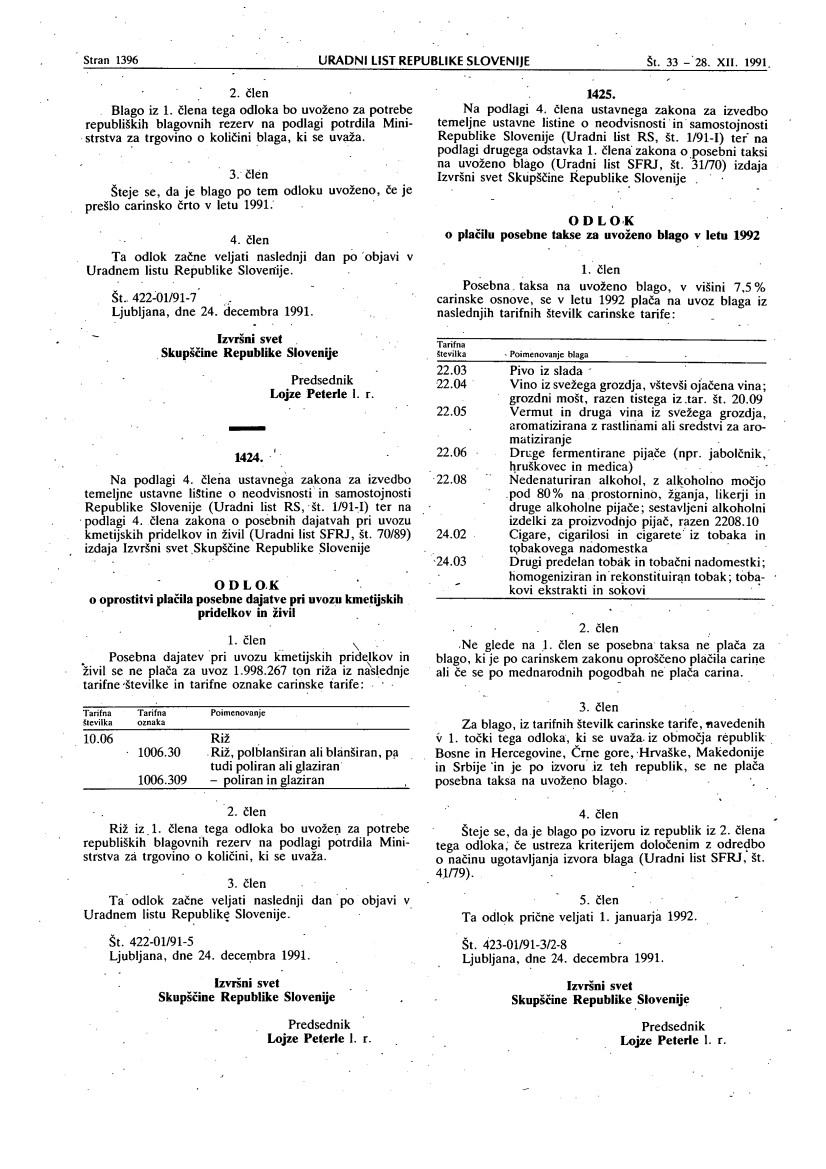 Stran 1396 URADNI LIST REPUBLIKE SLOVENIJE Št. 33 – 28. XII. 1991
2. člen
Blago iz 1. člena tega odloka bo uvoženo za potrebe
republiških blagovnih rezerv na podlagi potrdila Mini-
strstva za trgovino o količini blaga, ki se uvaža.
3. člen
Šteje se, da je blago po tem odloku uvoženo, če je
prešlo carinsko črto v letu 1991.
4. člen
Ta odlok začne veljati naslednji dan po objavi v
Uradnem listu Republike Slovenije.
Št. 422-01/91-7
Ljubljana, dne 24. decembra 1991.
Izvršni svet
Skupščine Republike Slovenije
Predsednik
Lojze Peterle l. r.
1424.
Na podlagi 4. člena ustavnega zakona za izvedbo
temeljne ustavne lištine o neodvisnosti in samostojnosti
Republike Slovenije (Uradni list RS, št. 1/91-I) ter na
podlagi 4. člena zakona o posebnih dajatvah pri uvozu
kmetijskih pridelkov in živil (Uradni list SFRJ, št. 70/89)
izdaja Izvršni svet Skupščine Republike Slovenije
ODLOK
o oprostitvi plačila posebne dajatve pri uvozu kmetijskih
pridelkov in živil
1. člen
Posebna dajatev pri uvozu kmetijskih pridelkov in
živil se ne plača za uvoz 1.998.267 ton riža iz naslednje
tarifne številke in tarifne oznake carinske tarife:
Tarifna Tarifna Poimenovanje
številka oznaka
10.06 Riž
1006.30 Riž, polblanširan ali blanširan, pa
tudi poliran ali glaziran
1006.309 – poliran in glaziran
2. člen
Riž iz 1. člena tega odloka bo uvožen za potrebe
republiških blagovnih rezerv na podlagi potrdila Mini-
strstva za trgovino o količini, ki se uvaža.
3. člen
Ta odlok začne veljati naslednji dan po objavi v
Uradnem listu Republike Slovenije.
Št. 422-01/91-5
Ljubljana, dne 24. decembra 1991.
Izvršni svet
Skupščine Republike Slovenije
Predsednik
Lojze Peterle l. r.
1425.
Na podlagi 4. člena ustavnega zakona za izvedbo
temeljne ustavne listine o neodvisnosti in samostojnosti
Republike Slovenije (Uradni list RS, št. 1/91-I) ter na
podlagi drugega odstavka 1. člena zakona o posebni taksi
na uvoženo blago (Uradni list SFRJ, št. 31/70) izdaja
Izvršni svet Skupščine Republike Slovenije
ODLOK
o plačilu posebne takse za uvoženo blago v letu 1992
1. člen
Posebna taksa na uvoženo blago, v višini 7,5 %
carinske osnove, se v letu 1992 plača na uvoz blaga iz
naslednjih tarifnih številk carinske tarife:
Tarifna
številka Poimenovanje blaga
22.03 Pivo iz slada
22.04 Vino iz svežega grozdja, vštevši ojačena vina;
grozdni mošt, razen tistega iz tar. št. 20.09
22.05 Vermut in druga vina iz svežega grozdja,
aromatizirana z rastlinami ali sredstvi za aro-
matiziranje
22.06 Druge fermentirane pijače (npr. jabolčnik,
hruškovec in medica)
22.08 Nedenaturiran alkohol, z alkoholno močjo
pod 80% na prostornino, žganja, likerji in
druge alkoholne pijače; sestavljeni alkoholni
izdelki za proizvodnjo pijač, razen 2208.10
24.02 Cigare, cigarilosi in cigarete iz tobaka in
tobakovega nadomestka
24.03 Drugi predelan tobak in tobačni nadomestki;
homogeniziran in rekonstituiran tobak; toba-
kovi ekstrakti in sokovi
2. člen
Ne glede na 1. člen se posebna taksa ne plača za
blago, ki je po carinskem zakonu oproščeno plačila carine
ali če se po mednarodnih pogodbah ne plača carina.
3. člen
Za blago, iz tarifnih številk carinske tarife, navedenih
v 1. točki tega odloka, ki se uvaža iz območja republik
Bosne in Hercegovine, Črne gore, Hrvaške, Makedonije
in Srbije in je po izvoru iz teh republik, se ne plača
posebna taksa na uvoženo blago.
4. člen
Šteje se, da je blago po izvoru iz republik iz 2. člena
tega odloka, če ustreza kriterijem določenim z odredbo
o načinu ugotavljanja izvora blaga (Uradni list SFRJ, št.
41/79).
5. člen
Ta odlok prične veljati 1. januarja 1992.
Št. 423-01/91-3/2-8
Ljubljana, dne 24. decembra 1991.
Izvršni svet
Skupščine Republike Slovenije
Predsednik
Lojze Peterle l. r.